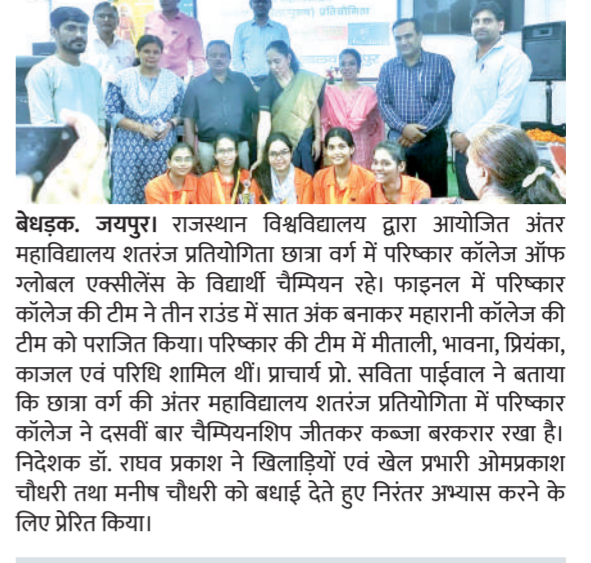 प्रतियोगिता
बेधड़क. जयपुर। राजस्थान विश्वविद्यालय द्वारा आयोजित अंतर
महाविद्यालय शतरंज प्रतियोगिता छात्रा वर्ग में परिष्कार कॉलेज ऑफ
ग्लोबल एक्सीलेंस के विद्यार्थी चैम्पियन रहे। फाइनल में परिष्कार
कॉलेज की टीम ने तीन राउंड में सात अंक बनाकर महारानी कॉलेज की
टीम को पराजित किया। परिष्कार की टीम में मीताली, भावना, प्रियंका,
काजल एवं परिधि शामिल थीं। प्राचार्य प्रो. सविता पाईवाल ने बताया
कि छात्रा वर्ग की अंतर महाविद्यालय शतरंज प्रतियोगिता में परिष्कार
कॉलेज ने दसवीं बार चैम्पियनशिप जीतकर कब्जा बरकरार रखा है।
निदेशक डॉ. राघव प्रकाश ने खिलाड़ियों एवं खेल प्रभारी ओमप्रकाश
चौधरी तथा मनीष चौधरी को बधाई देते हुए निरंतर अभ्यास करने के
लिए प्रेरित किया।